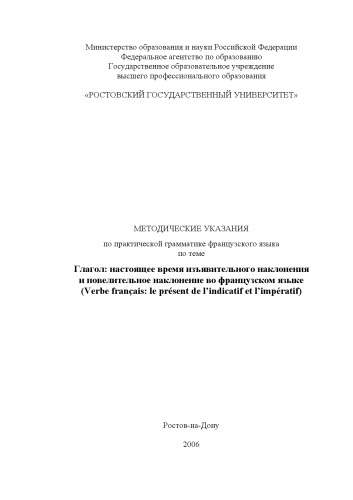 Министерство образования и науки Российской Федерации
Федеральное агентство по образованию
Государственное образовательное учреждение
высшего профессионального образования
«РОСТОВСКИЙ ГОСУДАРСТВЕННЫЙ УНИВЕРСИТЕТ»
МЕТОДИЧЕСКИЕ УКАЗАНИЯ
по практической грамматике французского языка
по теме
Глагол: настоящее время изъявительного наклонения
и повелительное наклонение во французском языке
(Verbe français: le présent de l’indicatif et l’impératif)
Ростов-на-Дону
2006